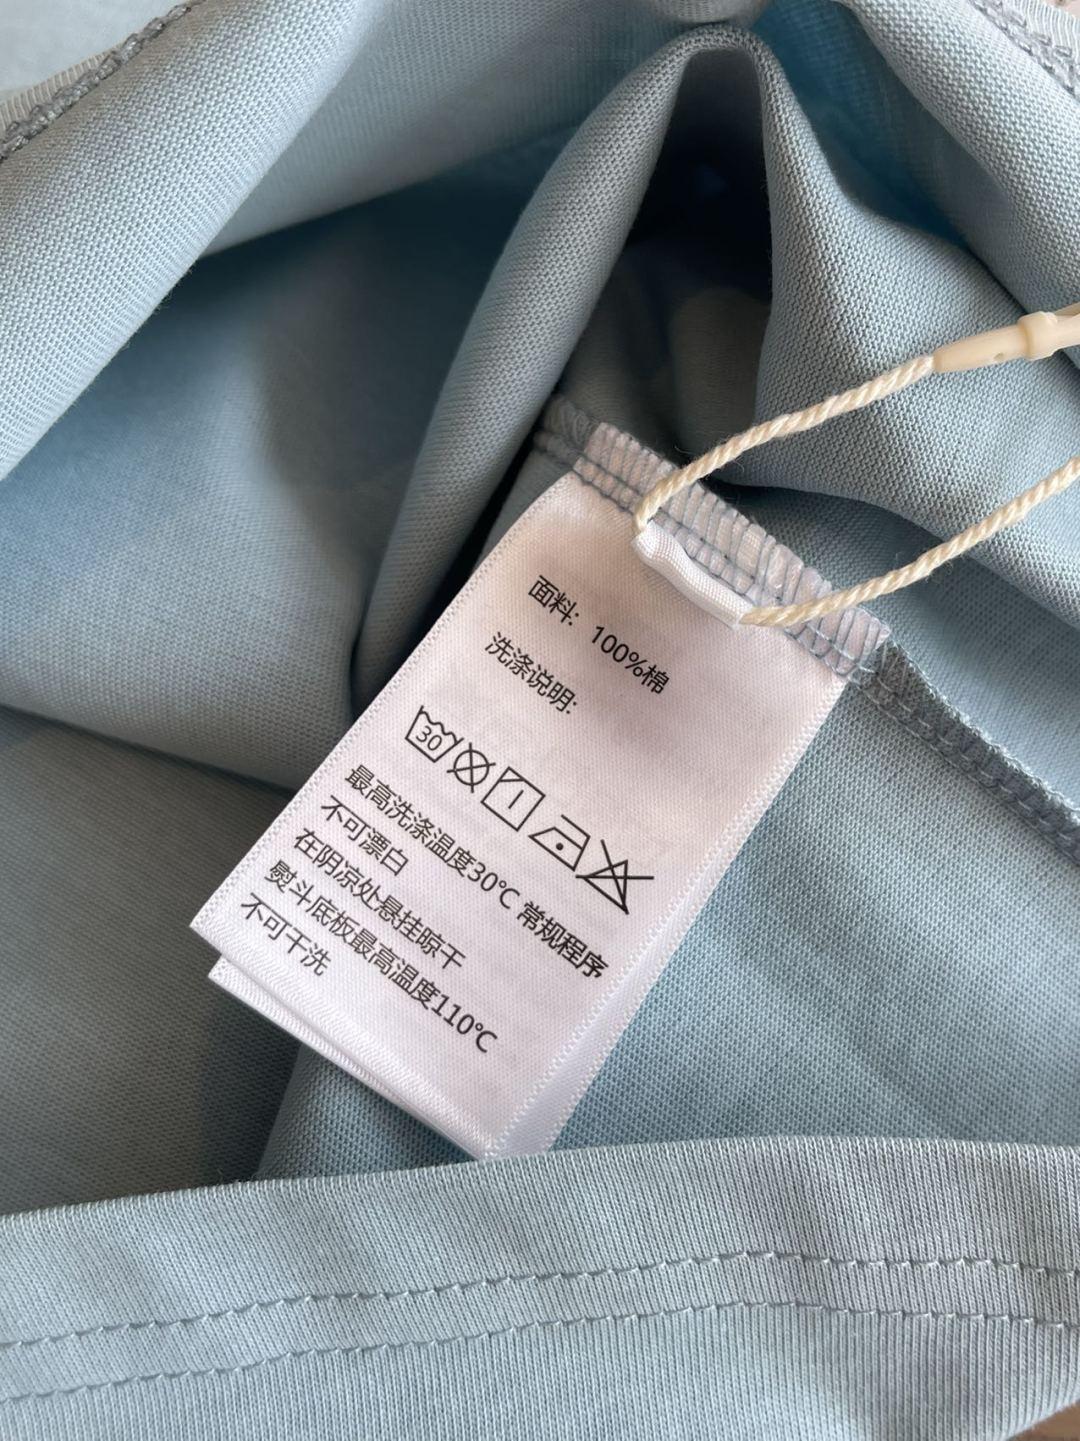 面料: 100%棉
洗涤说明:
30
最高洗涤温度30℃ 常规程序
不可漂白
在阴凉处悬挂晾干
熨斗底板最高温度110℃
不可干洗